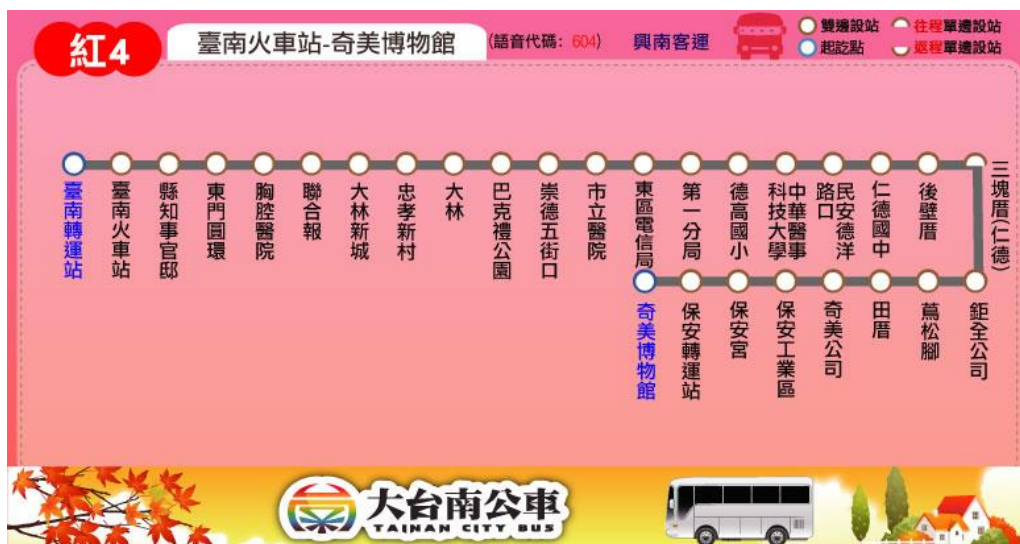 紅4
臺南火車站-奇美博物館
(語音代碼: 604)
興南客運
雙邊設站
往程單邊設站
起訖點
返程單邊設站
臺南轉運站
臺南火車站
縣知事官邸
東門圓環
胸腔醫院
聯合報
大林新城
忠孝新村
大林
巴克禮公園
崇德五街口
市立醫院
東區電信局
第一分局
德高國小
中華醫事
科技大學
民安德洋
路口
仁德國中
後壁厝
三塊厝(仁德)
奇美博物館
保安轉運站
保安宮
保安工業區
奇美公司
田厝
蔦松腳
鉅全公司
大台南公車
TAINAN CITY BUS